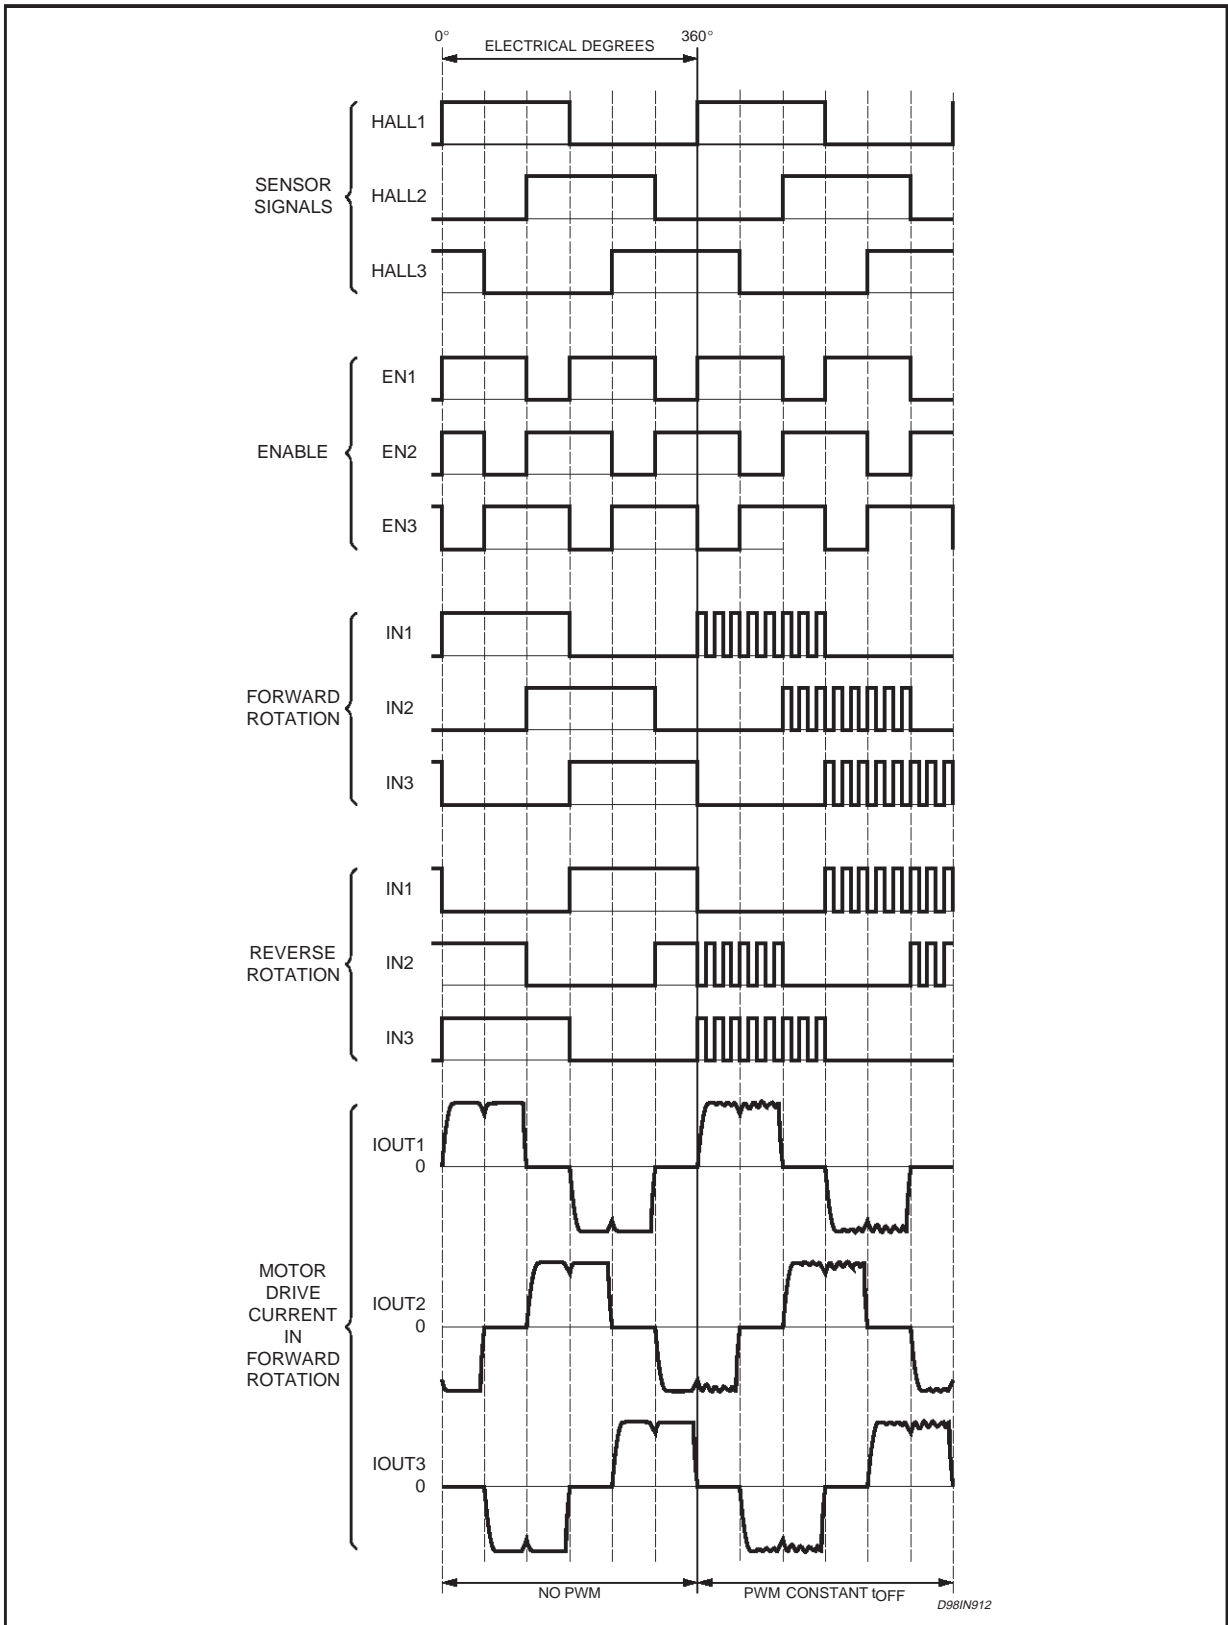 0° 360°
ELECTRICAL DEGREES
HALL1
SENSOR
SIGNALS
HALL2
HALL3
EN1
ENABLE
EN2
EN3
IN1
FORWARD
ROTATION
IN2
IN3
IN1
REVERSE
ROTATION
IN2
IN3
IOUT1
0
MOTOR
DRIVE
CURRENT
IN
FORWARD
ROTATION
IOUT2
0
IOUT3
0
NO PWM
PWM CONSTANT tOFF
D98IN912